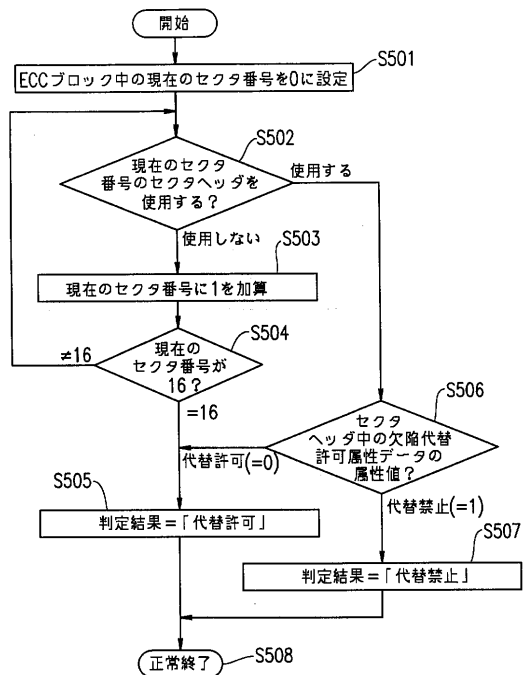 開始
ECCブロック中の現在のセクタ番号を0に設定
S501
現在のセクタ
番号のセクタヘッダを
使用する?
S502
使用する
使用しない
S503
現在のセクタ番号に1を加算
現在の
セクタ番号が
16?
S504
≠16
=16
セクタ
ヘッダ中の欠陥代替
許可属性データの
属性値?
S506
代替許可(=0)
代替禁止(=1)
S505
判定結果=「代替許可」
S507
判定結果=「代替禁止」
正常終了
S508